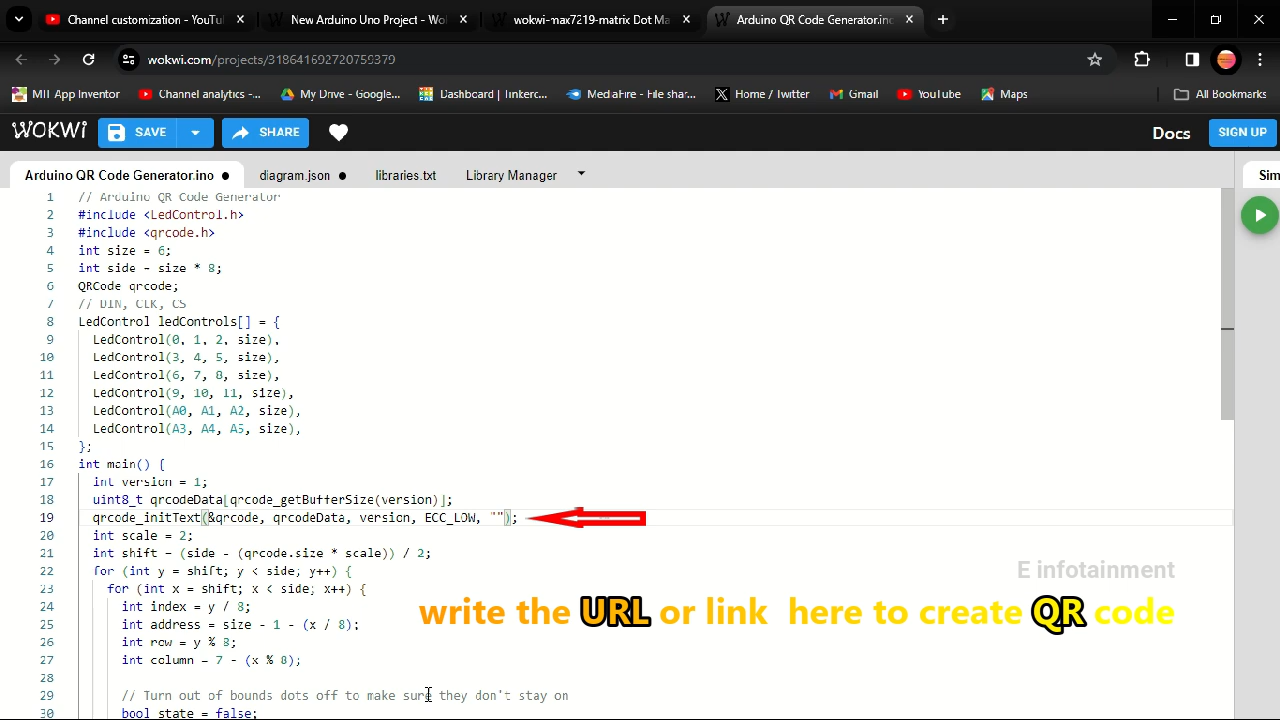 Channel customization - YouTu
New Arduino Uno Project - Wo
wokwi-max7219-matrix Dot Ma
Arduino QR Code Generator.inc
wokwi.com/projects/318641692720759379
MIT App Inventor
Channel analytics -...
My Drive - Google...
Dashboard | Tinkerc...
MediaFire - File shar...
Home / Twitter
Gmail
YouTube
Maps
All Bookmarks
WOKWI
SAVE
SHARE
Docs
SIGN UP
Arduino QR Code Generator.ino
diagram.json
libraries.txt
Library Manager
Sim
1 // Arduino QR Code Generator
2 #include <LedControl.h>
3 #include <qrcode.h>
4 int size = 6;
5 int side = size * 8;
6 QRCode qrcode;
7 // DIN, CLK, CS
8 LedControl ledControls[] = {
9 LedControl(0, 1, 2, size),
10 LedControl(3, 4, 5, size),
11 LedControl(6, 7, 8, size),
12 LedControl(9, 10, 11, size),
13 LedControl(A0, A1, A2, size),
14 LedControl(A3, A4, A5, size),
15 };
16 int main() {
17 int version = 1;
18 uint8_t qrcodeData[qrcode_getBufferSize(version)];
19 qrcode_initText(&qrcode, qrcodeData, version, ECC_LOW, "");
20 int scale = 2;
21 int shift = (side - (qrcode.size * scale)) / 2;
22 for (int y = shift; y < side; y++) {
23 for (int x = shift; x < side; x++) {
24 int index = y / 8;
25 int address = size - 1 - (x / 8);
26 int row = y % 8;
27 int column = 7 - (x % 8);
28
29 // Turn out of bounds dots off to make sure they don't stay on
30 bool state = false;
E infotainment
write the URL or link here to create QR code